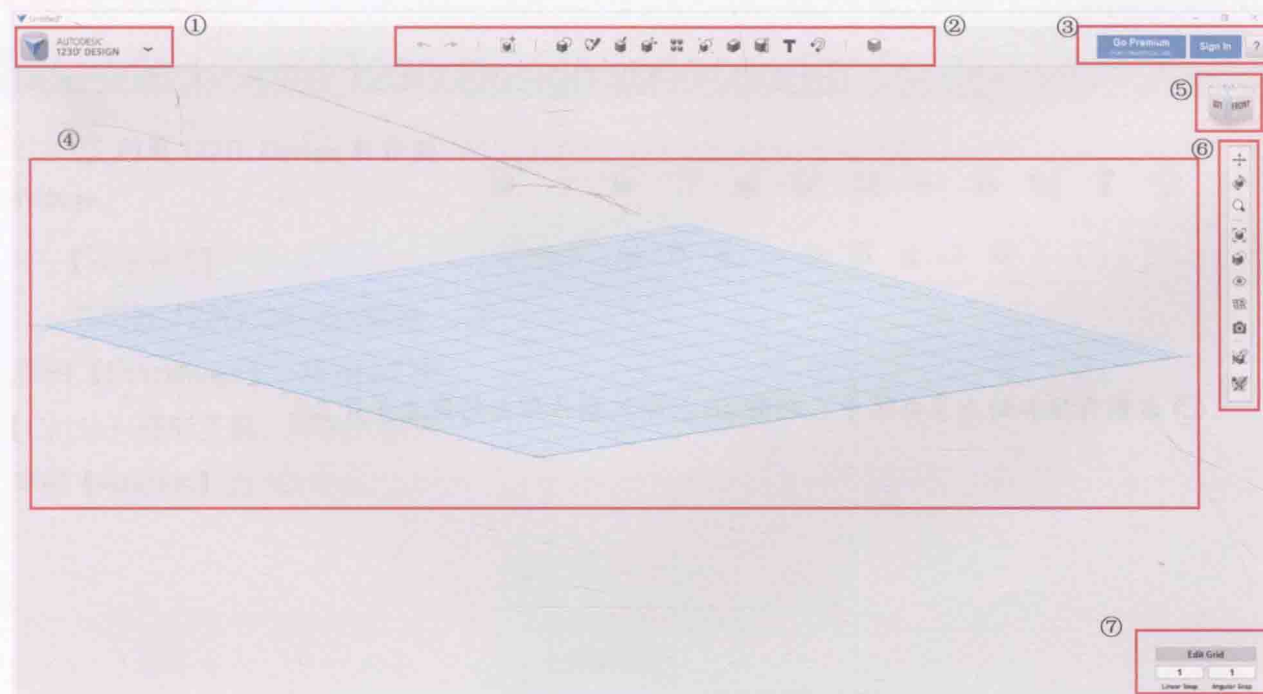 Untitled*
①
AUTODESK
123D® DESIGN
②
③
Go Premium
Sign In
?
④
⑤
FRONT
⑥
⑦
Edit Grid
1 1
Linear Snap Angular Snap